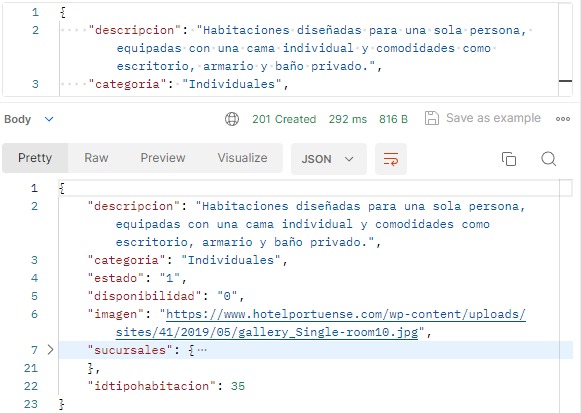 1 {
2 "descripcion": "Habitaciones diseñadas para una sola persona,
equipadas con una cama individual y comodidades como
escritorio, armario y baño privado.",
3 "categoria": "Individuales",
Body 201 Created 292 ms 816 B Save as example
Pretty Raw Preview Visualize JSON
1 {
2 "descripcion": "Habitaciones diseñadas para una sola persona,
equipadas con una cama individual y comodidades como
escritorio, armario y baño privado.",
3 "categoria": "Individuales",
4 "estado": "1",
5 "disponibilidad": "0",
6 "imagen": "https://www.hotelportuense.com/wp-content/uploads/
sites/41/2019/05/gallery_Single-room10.jpg",
7 "sucursales": {⋯
21 },
22 "idtipohabitacion": 35
23 }